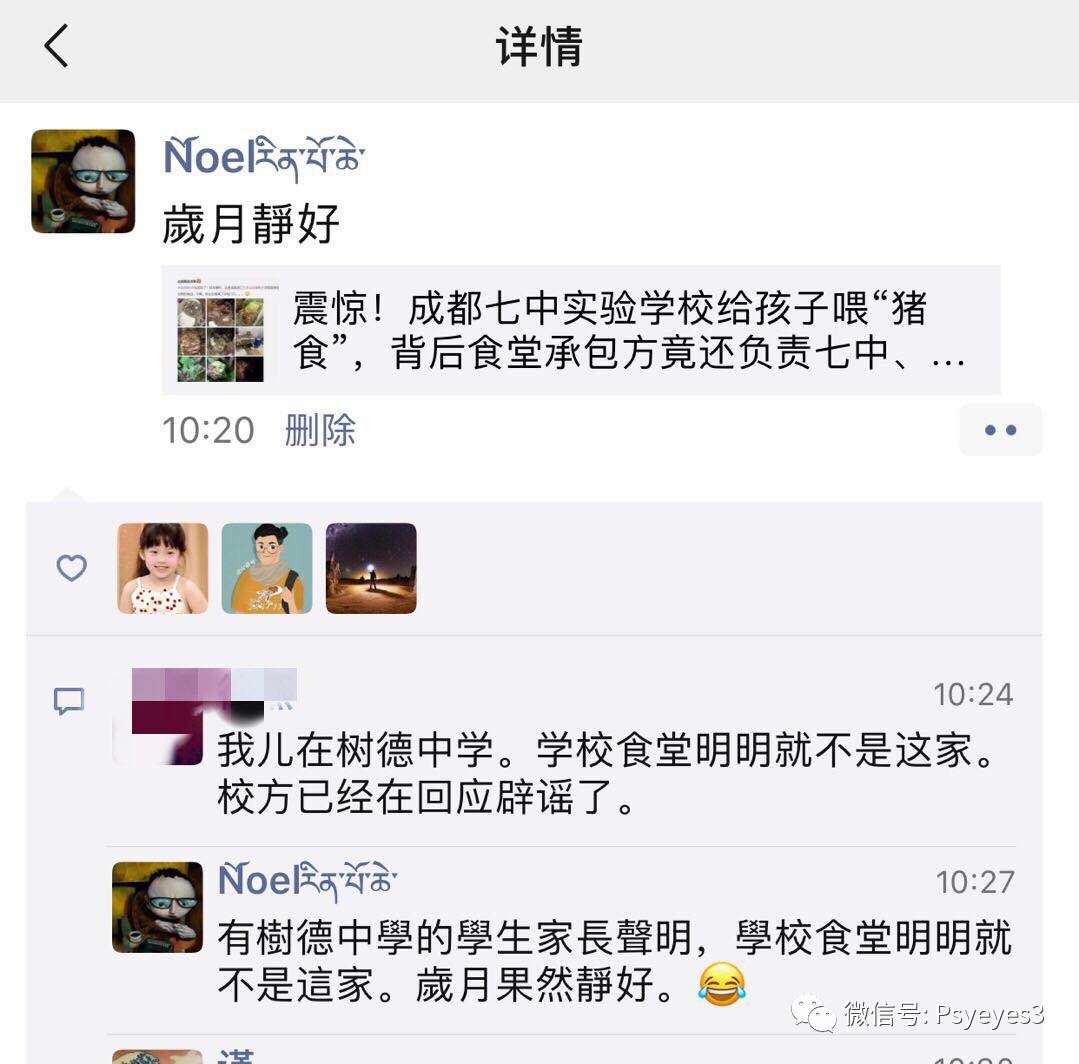 详情
Ñoelརིན་པོ་ཆེ་
歲月靜好
震惊！成都七中实验学校给孩子喂“猪
食”，背后食堂承包方竟还负责七中、...
10:20 删除
10:24
我儿在树德中学。学校食堂明明就不是这家。
校方已经在回应辟谣了。
Ñoelརིན་པོ་ཆེ་ 10:27
有樹德中學的學生家長聲明，學校食堂明明就
不是這家。歲月果然靜好。😂
微信号: Psyeyes3